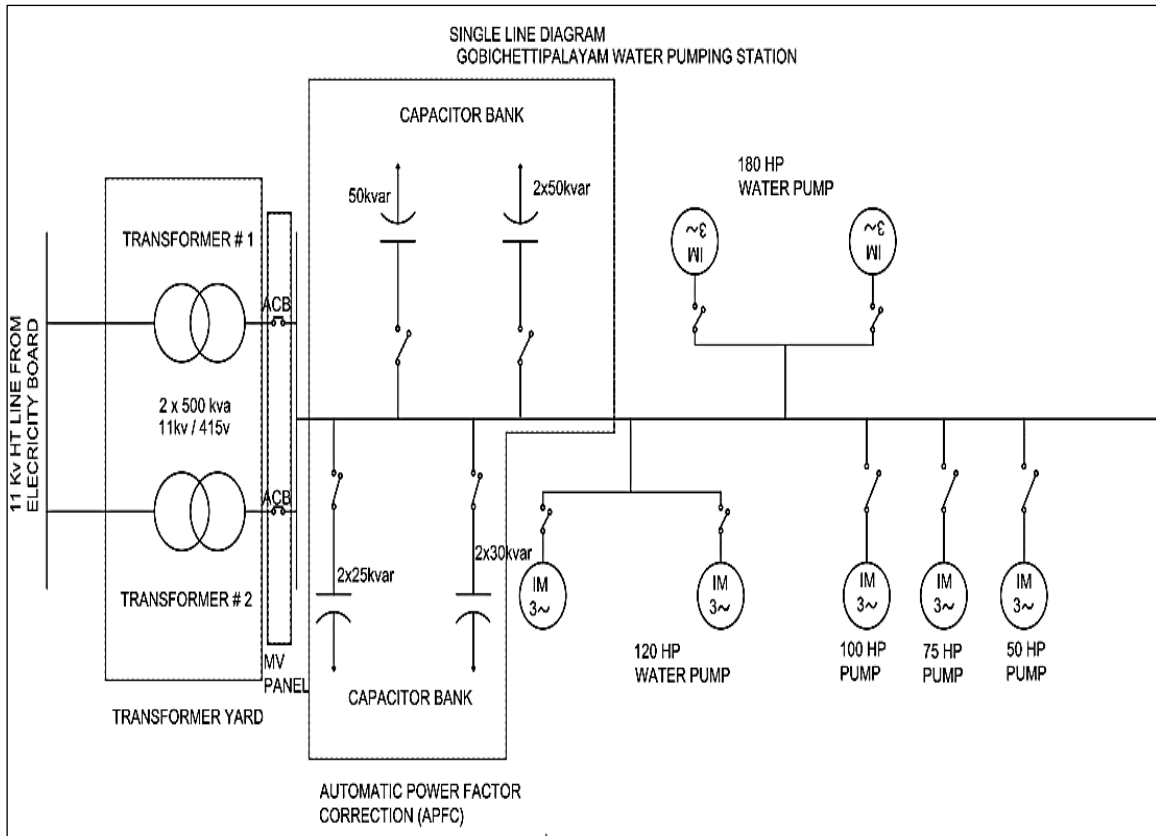 SINGLE LINE DIAGRAM
GOBICHETTIPALAYAM WATER PUMPING STATION
CAPACITOR BANK
50kvar
2x50kvar
180 HP
WATER PUMP
3~
IM
3~
IM
TRANSFORMER # 1
ACB
11 Kv HT LINE FROM
ELECRICITY BOARD
2 x 500 kva
11kv / 415v
ACB
TRANSFORMER # 2
2x25kvar
2x30kvar
IM
3~
IM
3~
IM
3~
IM
3~
IM
3~
120 HP
WATER PUMP
100 HP
PUMP
75 HP
PUMP
50 HP
PUMP
MV
PANEL
CAPACITOR BANK
TRANSFORMER YARD
AUTOMATIC POWER FACTOR
CORRECTION (APFC)